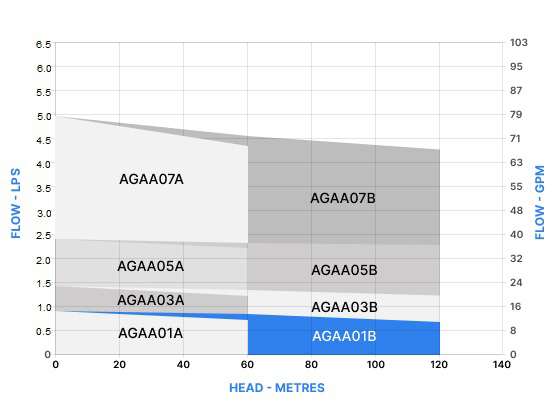 6.5
6.0
5.5
5.0
4.5
4.0
3.5
3.0
2.5
2.0
1.5
1.0
0.5
0
FLOW - LPS
103
95
87
79
71
63
55
48
40
32
24
16
8
0
FLOW - GPM
AGAA07A
AGAA07B
AGAA05A
AGAA05B
AGAA03A
AGAA03B
AGAA01A
AGAA01B
0 20 40 60 80 100 120 140
HEAD - METRES